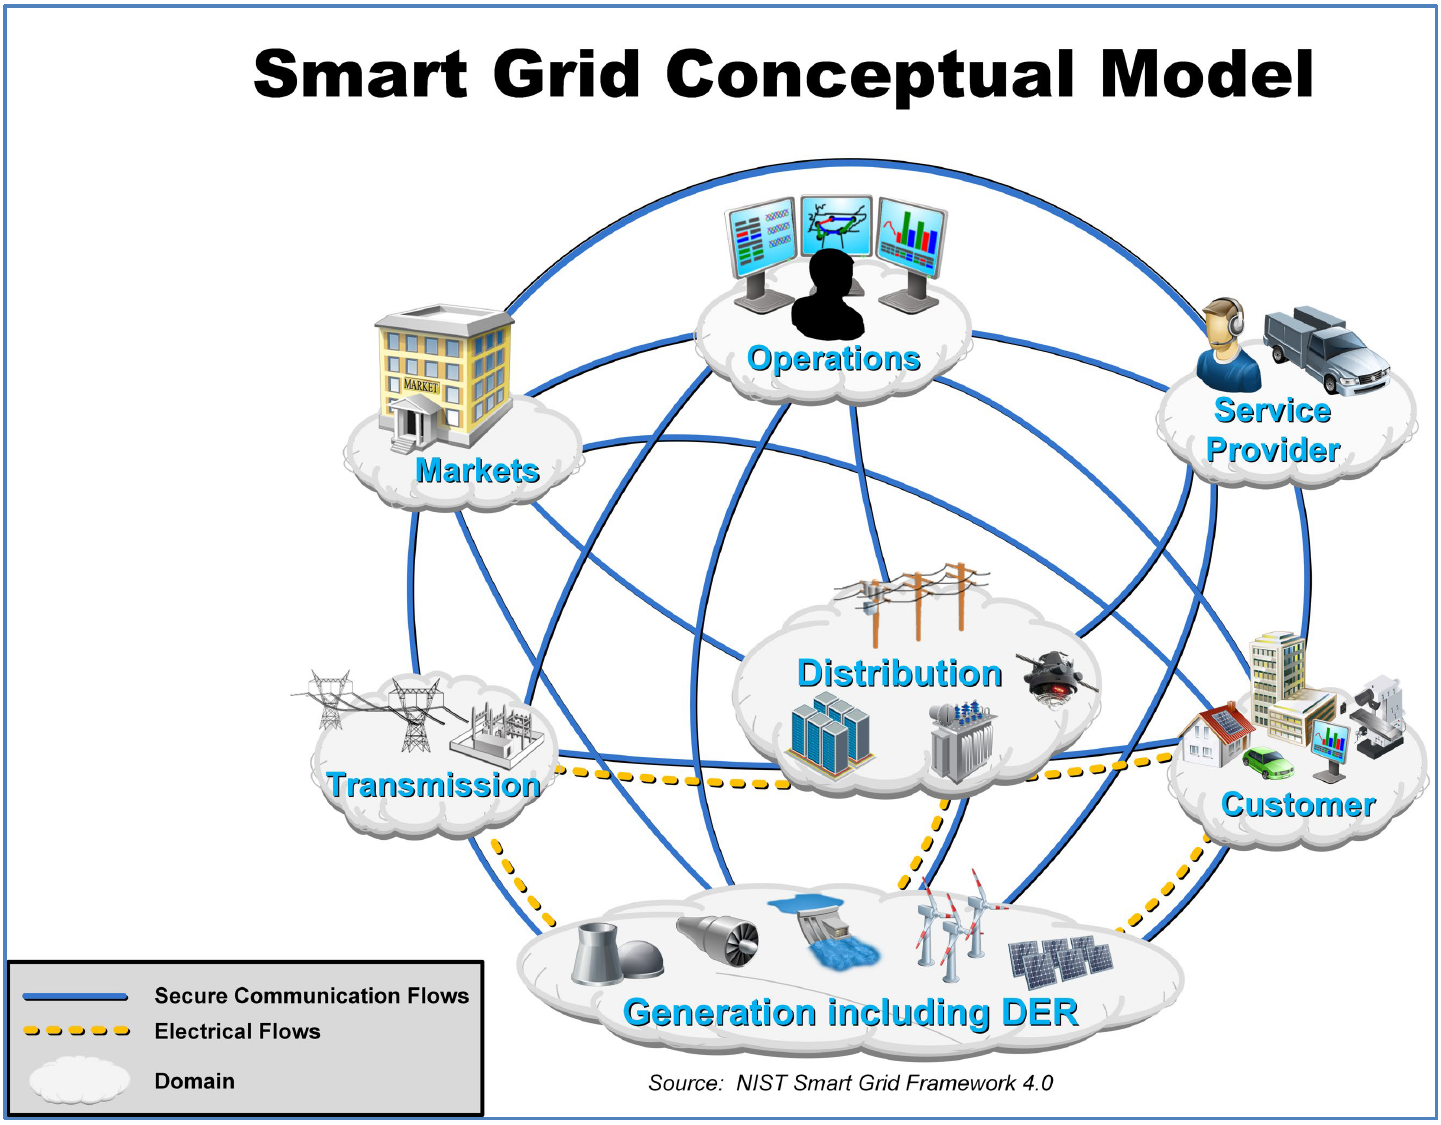 Smart Grid Conceptual Model
Operations
MARKET
Markets
Service
Provider
Distribution
Transmission
Customer
Generation including DER
Secure Communication Flows
Electrical Flows
Domain
Source: NIST Smart Grid Framework 4.0